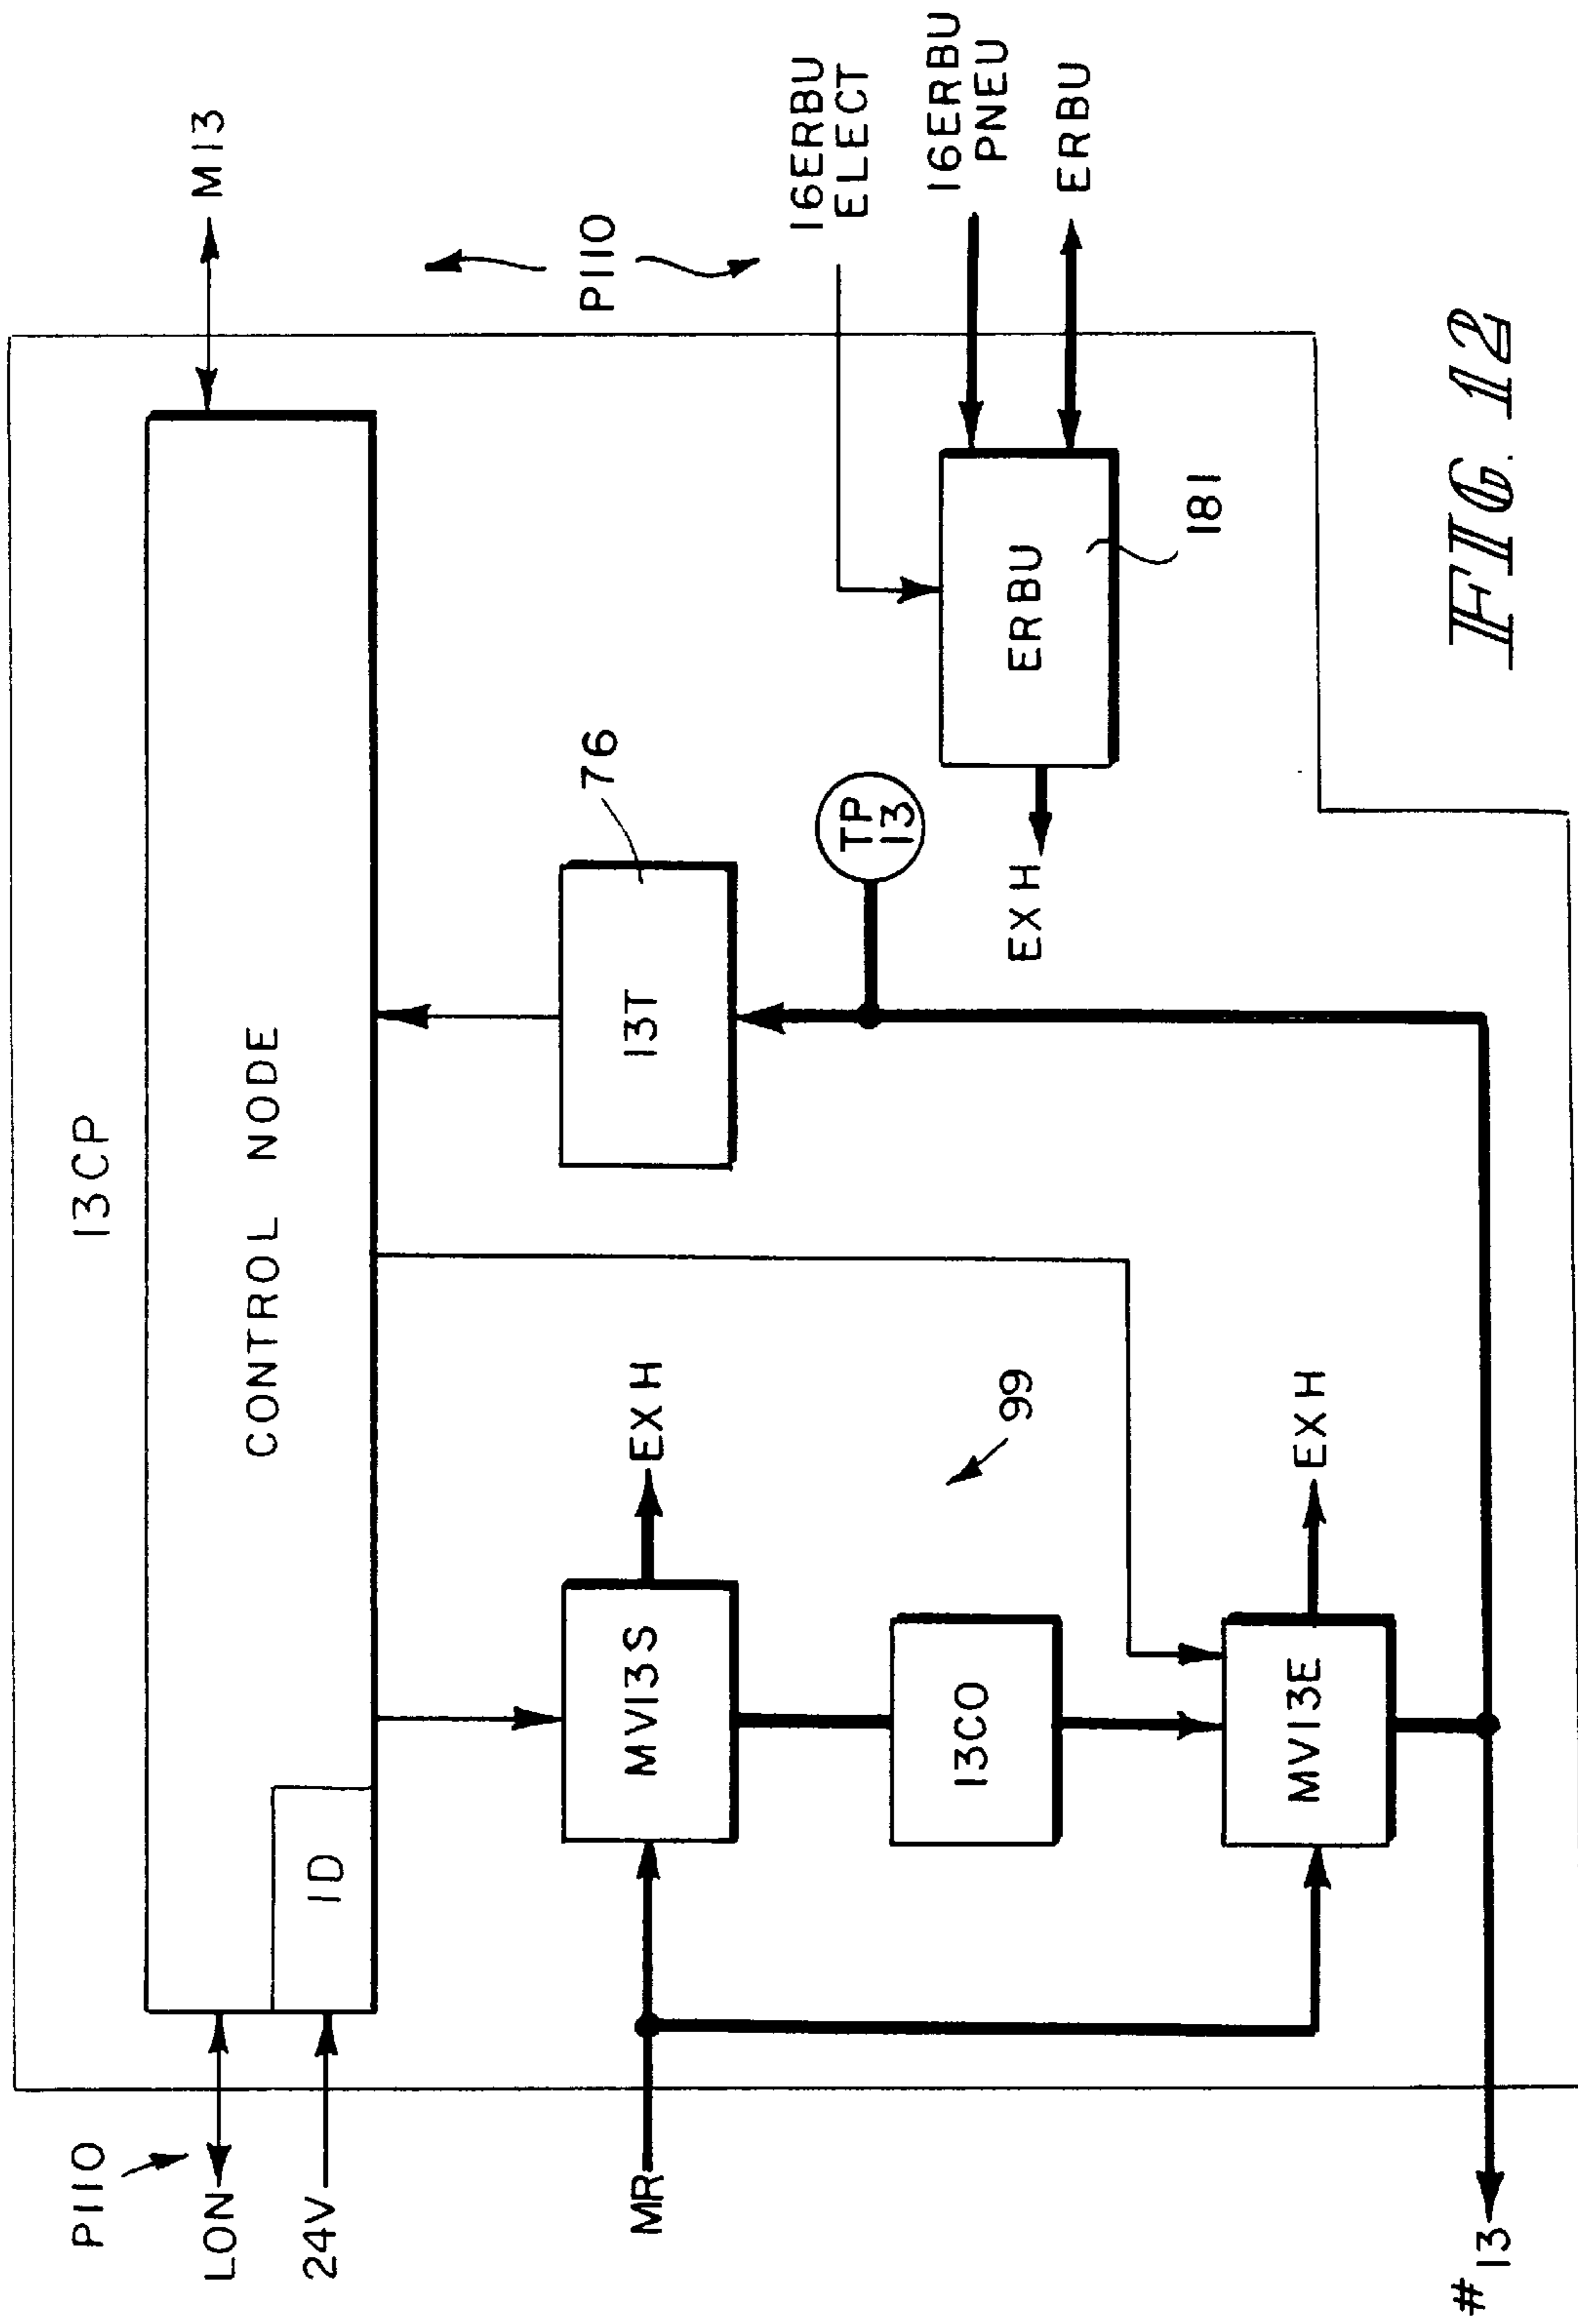 13CP
P110
LON
24V
CONTROL NODE
ID
M13
P110
MR
MV13S
EXH
13T
76
16ERBU
ELECT
16ERBU
PNEU
ERBU
13CO
99
TP
13
ERBU
181
EXH
MV13E
EXH
#13
FIG. 12